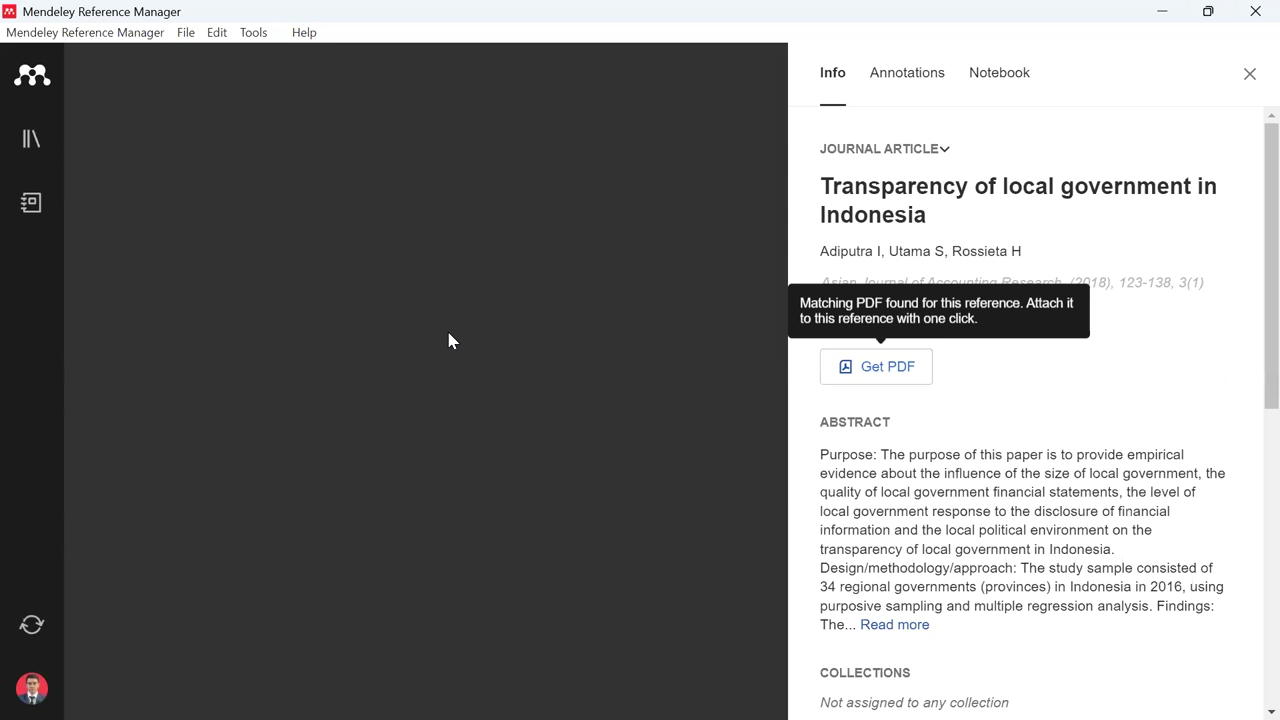 Mendeley Reference Manager
Mendeley Reference Manager File Edit Tools Help
Info Annotations Notebook
JOURNAL ARTICLE
Transparency of local government in
Indonesia
Adiputra I, Utama S, Rossieta H
Asian Journal of Accounting Research, (2018), 123-138, 3(1)
Matching PDF found for this reference. Attach it
to this reference with one click.
Get PDF
ABSTRACT
Purpose: The purpose of this paper is to provide empirical
evidence about the influence of the size of local government, the
quality of local government financial statements, the level of
local government response to the disclosure of financial
information and the local political environment on the
transparency of local government in Indonesia.
Design/methodology/approach: The study sample consisted of
34 regional governments (provinces) in Indonesia in 2016, using
purposive sampling and multiple regression analysis. Findings:
The... Read more
COLLECTIONS
Not assigned to any collection